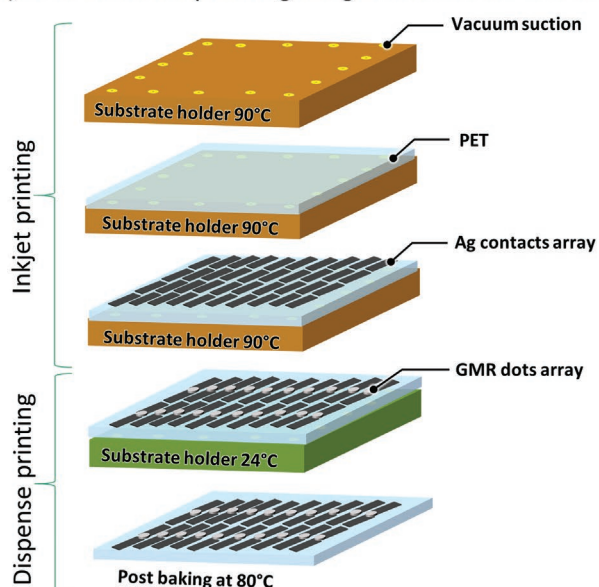 Vacuum suction
Substrate holder 90°C
PET
Substrate holder 90°C
Ag contacts array
Substrate holder 90°C
Inkjet printing
GMR dots array
Substrate holder 24°C
Post baking at 80°C
Dispense printing